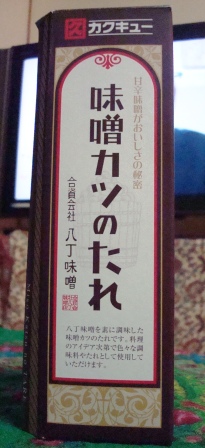 カクキュー
甘辛味噌がおいしさの秘密
味噌カツのたれ
合資会社 八丁味噌
八丁味噌を素に調味した
味噌カツのたれです。料理
のアイデア次第で色々な調
味料やたれとして使用して
いただけます。